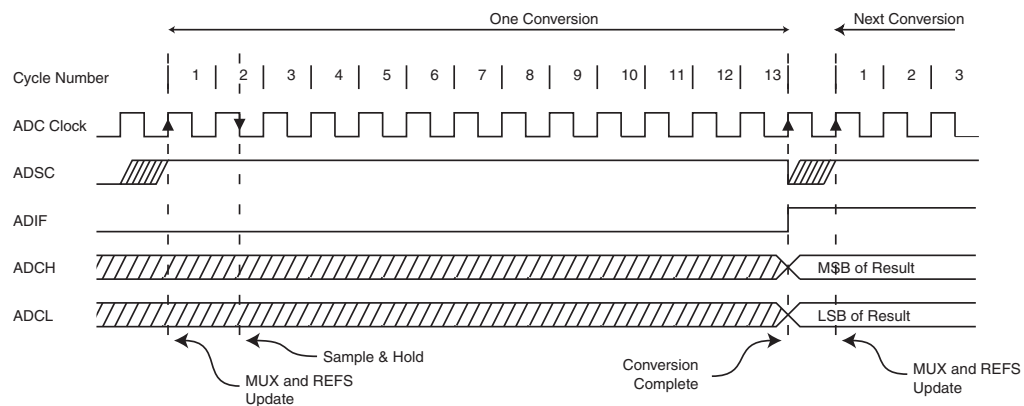 One Conversion
Next Conversion
Cycle Number 1 2 3 4 5 6 7 8 9 10 11 12 13 1 2 3
ADC Clock
ADSC
ADIF
ADCH MSB of Result
ADCL LSB of Result
Sample & Hold
MUX and REFS
Update
Conversion
Complete
MUX and REFS
Update